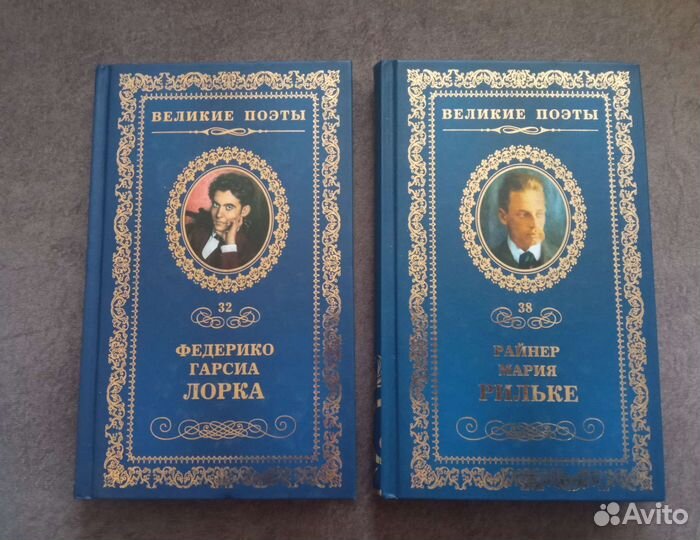 ВЕЛИКИЕ ПОЭТЫ
32
ФЕДЕРИКО
ГАРСИА
ЛОРКА
ВЕЛИКИЕ ПОЭТЫ
38
РАЙНЕР
МАРИЯ
РИЛЬКЕ
Avito